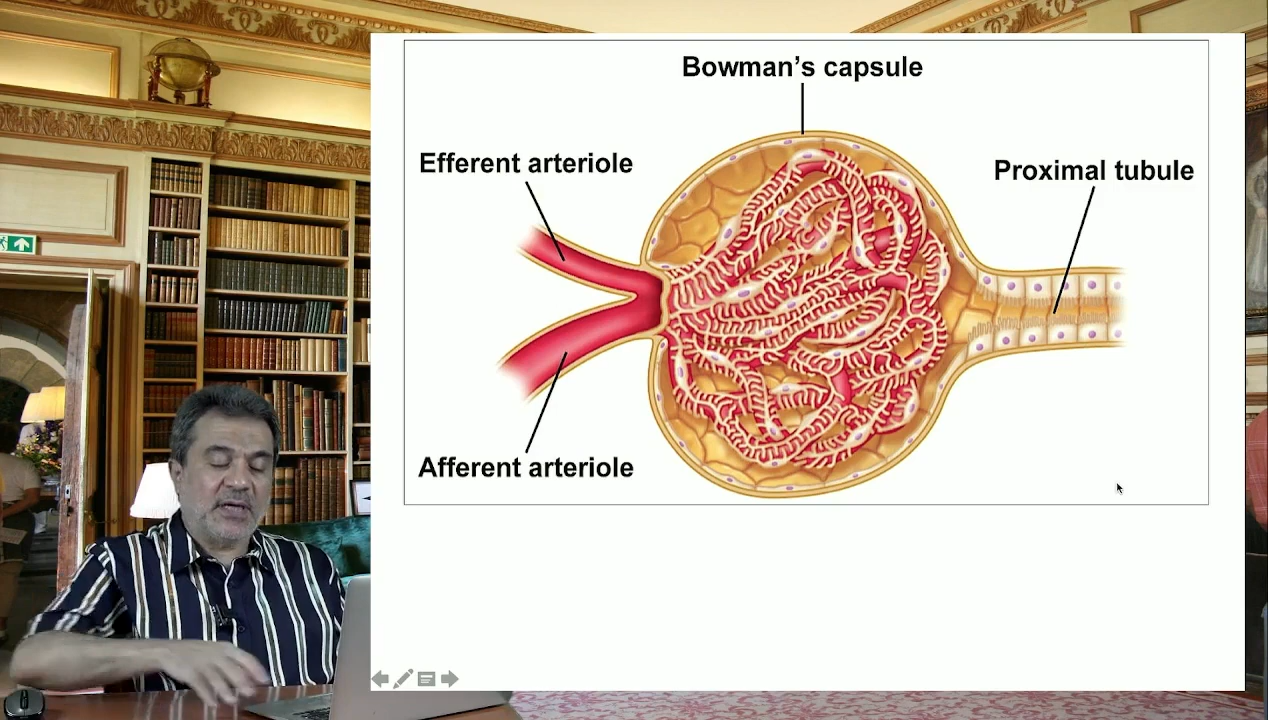 Bowman's capsule
Efferent arteriole
Proximal tubule
Afferent arteriole